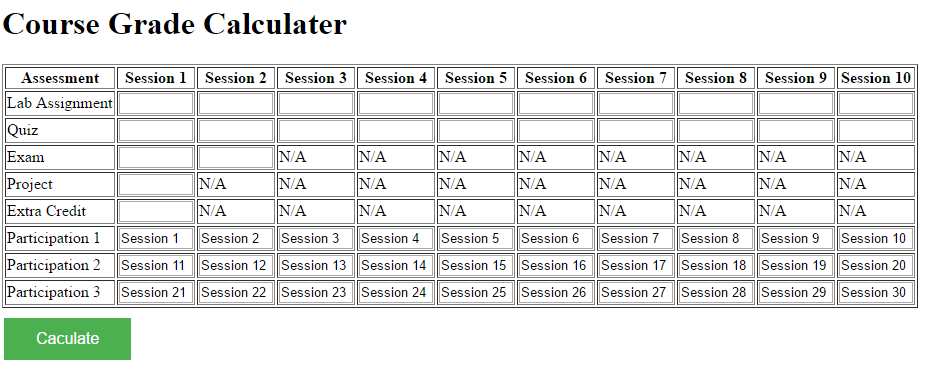 Course Grade Calculater
Assessment Session 1 Session 2 Session 3 Session 4 Session 5 Session 6 Session 7 Session 8 Session 9 Session 10
Lab Assignment
Quiz
Exam N/A N/A N/A N/A N/A N/A N/A N/A
Project N/A N/A N/A N/A N/A N/A N/A N/A N/A
Extra Credit N/A N/A N/A N/A N/A N/A N/A N/A N/A
Participation 1 Session 1 Session 2 Session 3 Session 4 Session 5 Session 6 Session 7 Session 8 Session 9 Session 10
Participation 2 Session 11 Session 12 Session 13 Session 14 Session 15 Session 16 Session 17 Session 18 Session 19 Session 20
Participation 3 Session 21 Session 22 Session 23 Session 24 Session 25 Session 26 Session 27 Session 28 Session 29 Session 30
Caculate